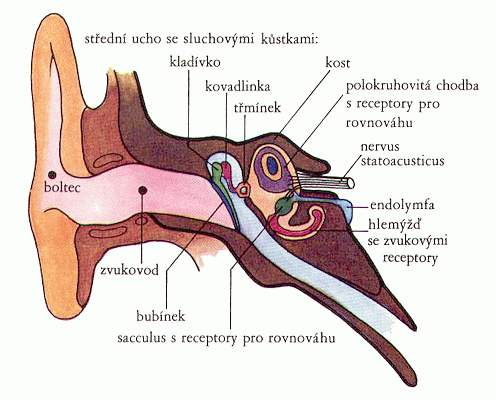 střední ucho se sluchovými kůstkami:
kladívko
kost
kovadlinka
polokruhovitá chodba
s receptory pro
rovnováhu
třmínek
nervus
statoacusticus
boltec
endolymfa
hlemýžď
se zvukovými
receptory
zvukovod
bubínek
sacculus s receptory pro rovnováhu